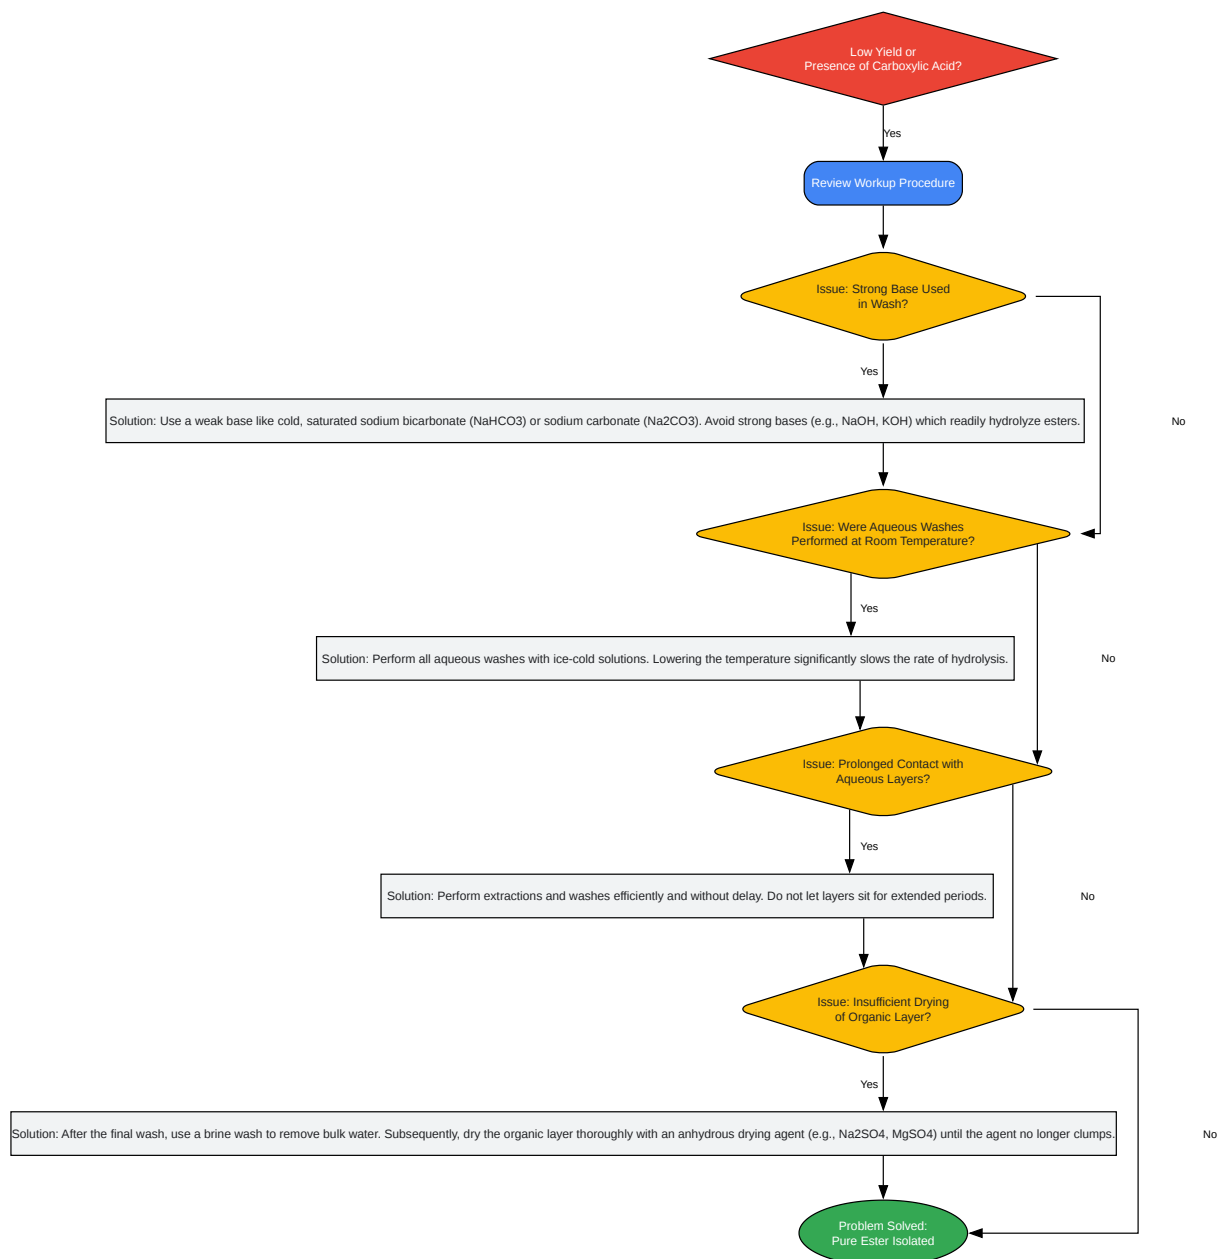 Low Yield or
Presence of Carboxylic Acid?
Yes
Review Workup Procedure
Issue: Strong Base Used
in Wash?
Yes
Solution: Use a weak base like cold, saturated sodium bicarbonate (NaHCO3) or sodium carbonate (Na2CO3). Avoid strong bases (e.g., NaOH, KOH) which readily hydrolyze esters.
No
Issue: Were Aqueous Washes
Performed at Room Temperature?
Yes
Solution: Perform all aqueous washes with ice-cold solutions. Lowering the temperature significantly slows the rate of hydrolysis.
No
Issue: Prolonged Contact with
Aqueous Layers?
Yes
Solution: Perform extractions and washes efficiently and without delay. Do not let layers sit for extended periods.
No
Issue: Insufficient Drying
of Organic Layer?
Yes
Solution: After the final wash, use a brine wash to remove bulk water. Subsequently, dry the organic layer thoroughly with an anhydrous drying agent (e.g., Na2SO4, MgSO4) until the agent no longer clumps.
No
Problem Solved:
Pure Ester Isolated